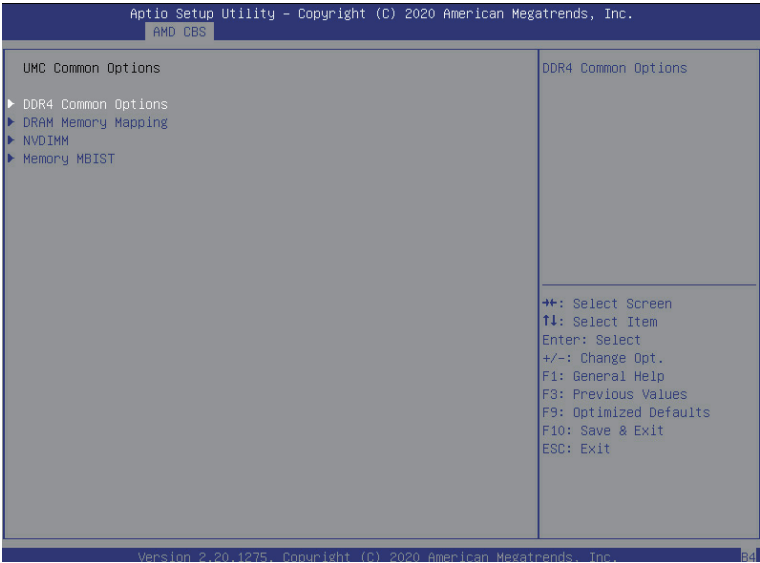 Aptio Setup Utility – Copyright (C) 2020 American Megatrends, Inc.
AMD CBS
UMC Common Options
DDR4 Common Options
DRAM Memory Mapping
NVDIMM
Memory MBIST
DDR4 Common Options
→←: Select Screen
↑↓: Select Item
Enter: Select
+/-: Change Opt.
F1: General Help
F3: Previous Values
F9: Optimized Defaults
F10: Save & Exit
ESC: Exit
Version 2.20.1275. Copyright (C) 2020 American Megatrends, Inc.
B4